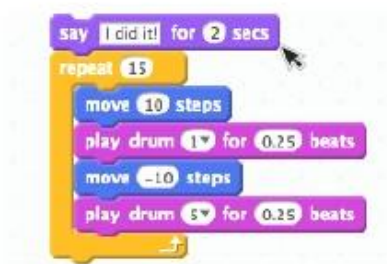 say I did it! for 2 secs
repeat 15
move 10 steps
play drum 1 for 0.25 beats
move -10 steps
play drum 5 for 0.25 beats